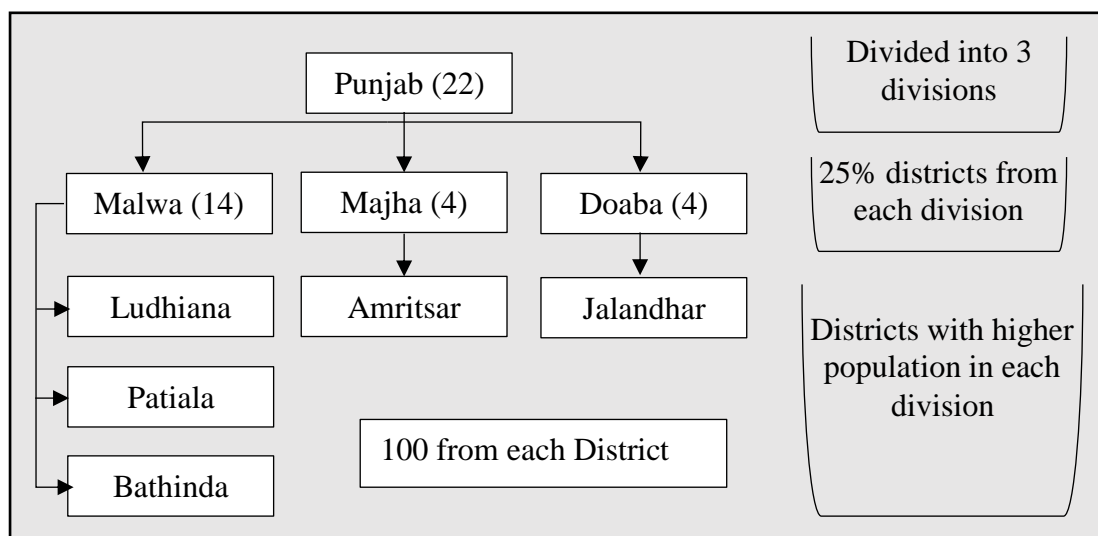 Divided into 3
divisions
Punjab (22)
25% districts from
each division
Malwa (14)
Majha (4)
Doaba (4)
Ludhiana
Amritsar
Jalandhar
Districts with higher
population in each
division
Patiala
100 from each District
Bathinda